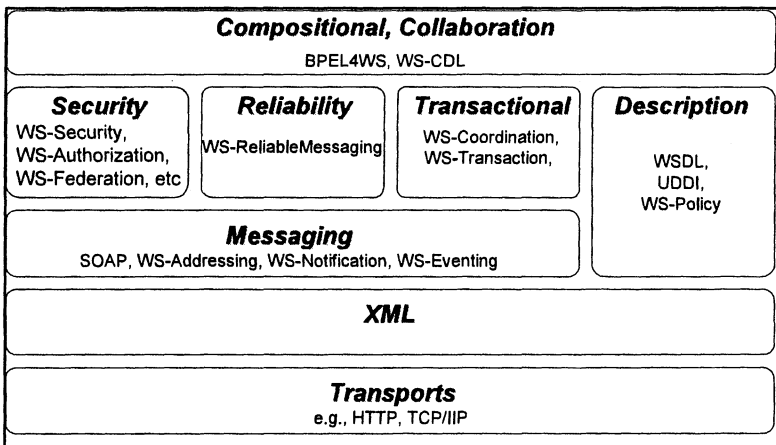 Compositional, Collaboration
BPEL4WS, WS-CDL
Security
WS-Security,
WS-Authorization,
WS-Federation, etc
Reliability
WS-ReliableMessaging
Transactional
WS-Coordination,
WS-Transaction,
Description
WSDL,
UDDI,
WS-Policy
Messaging
SOAP, WS-Addressing, WS-Notification, WS-Eventing
XML
Transports
e.g., HTTP, TCP/IIP